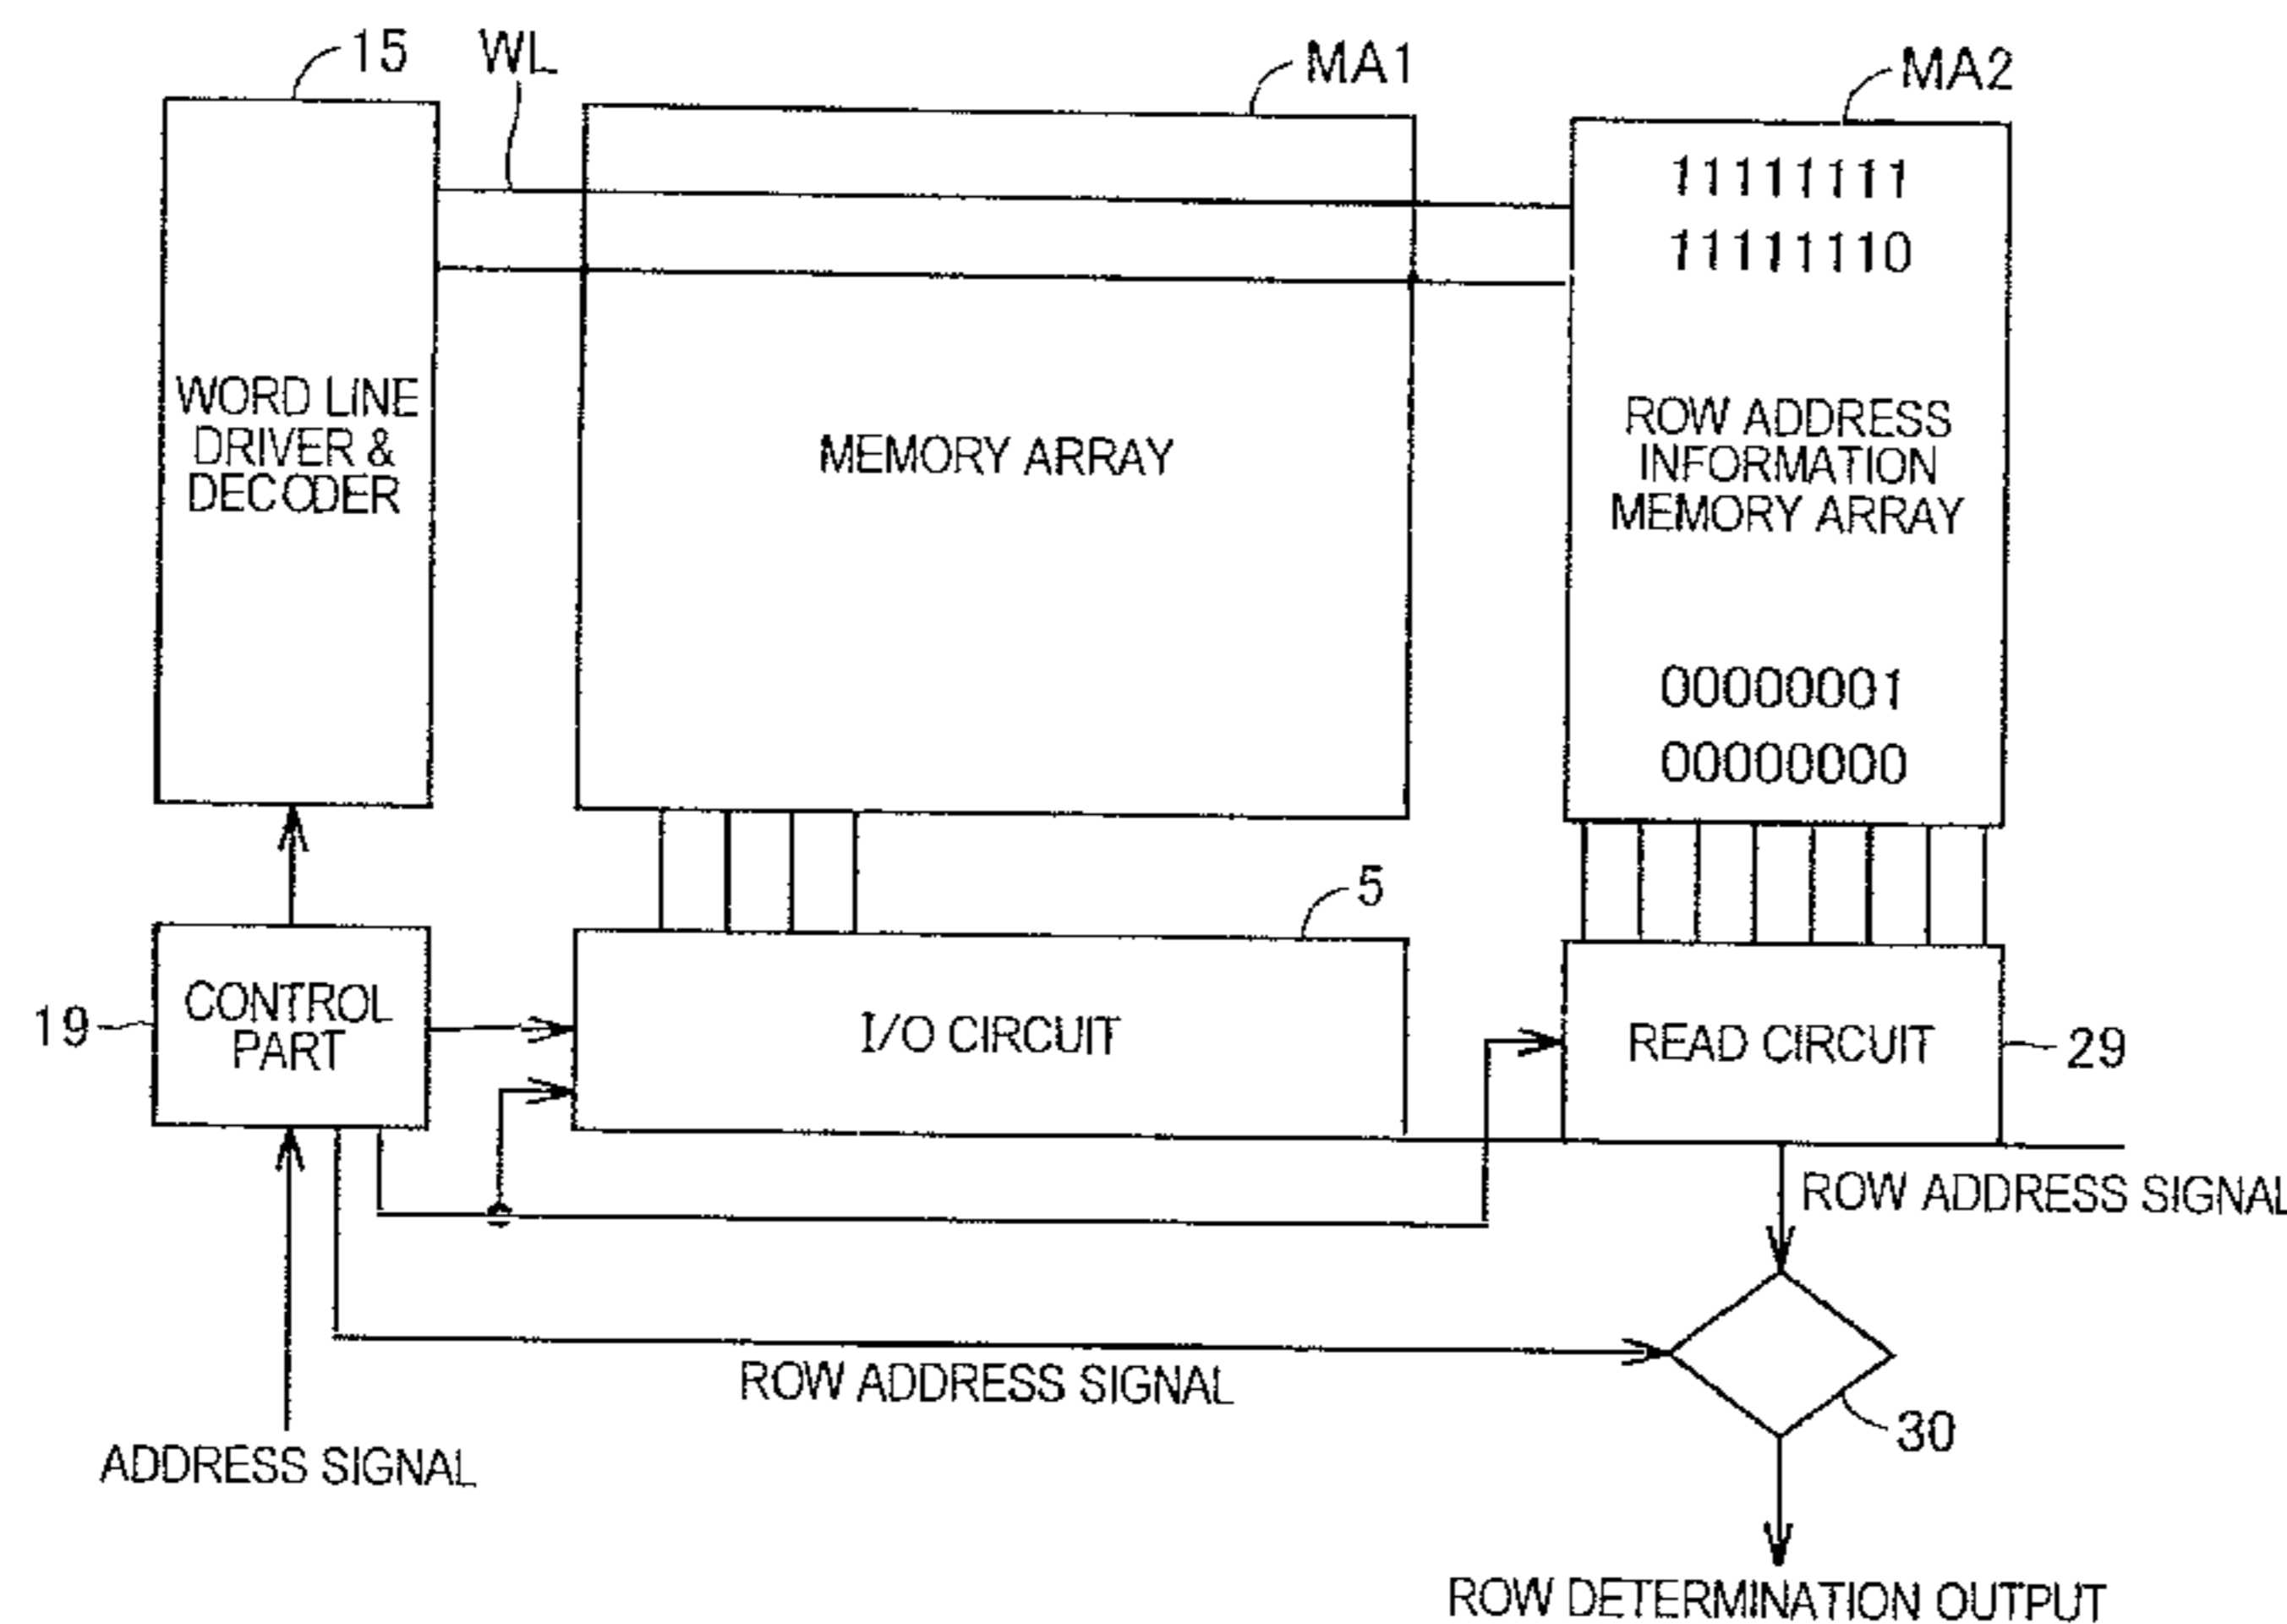 15
WL
MA1
MA2
11111111
11111110
WORD LINE
DRIVER &
DECODER
MEMORY ARRAY
ROW ADDRESS
INFORMATION
MEMORY ARRAY
00000001
00000000
5
19
CONTROL
PART
I/O CIRCUIT
READ CIRCUIT
29
ROW ADDRESS SIGNAL
ROW ADDRESS SIGNAL
30
ADDRESS SIGNAL
ROW DETERMINATION OUTPUT